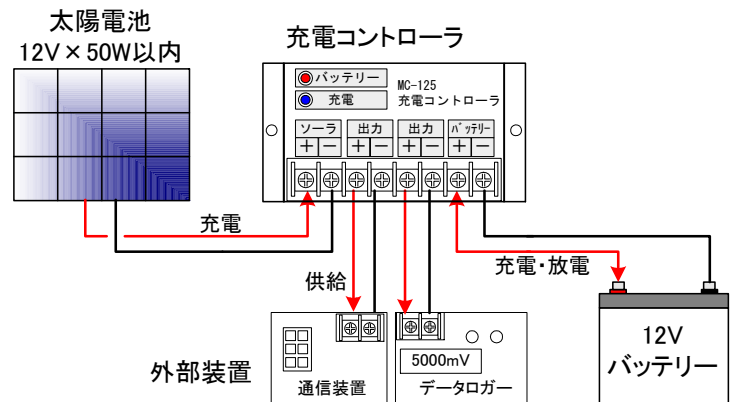 太陽電池
12V×50W以内
充電コントローラ
バッテリー
充電
MC-125
充電コントローラ
ソーラ 出力 出力 バッテリー
+ − + − + − + −
充電
供給
充電・放電
外部装置
通信装置
5000mV
データロガー
12V
バッテリー